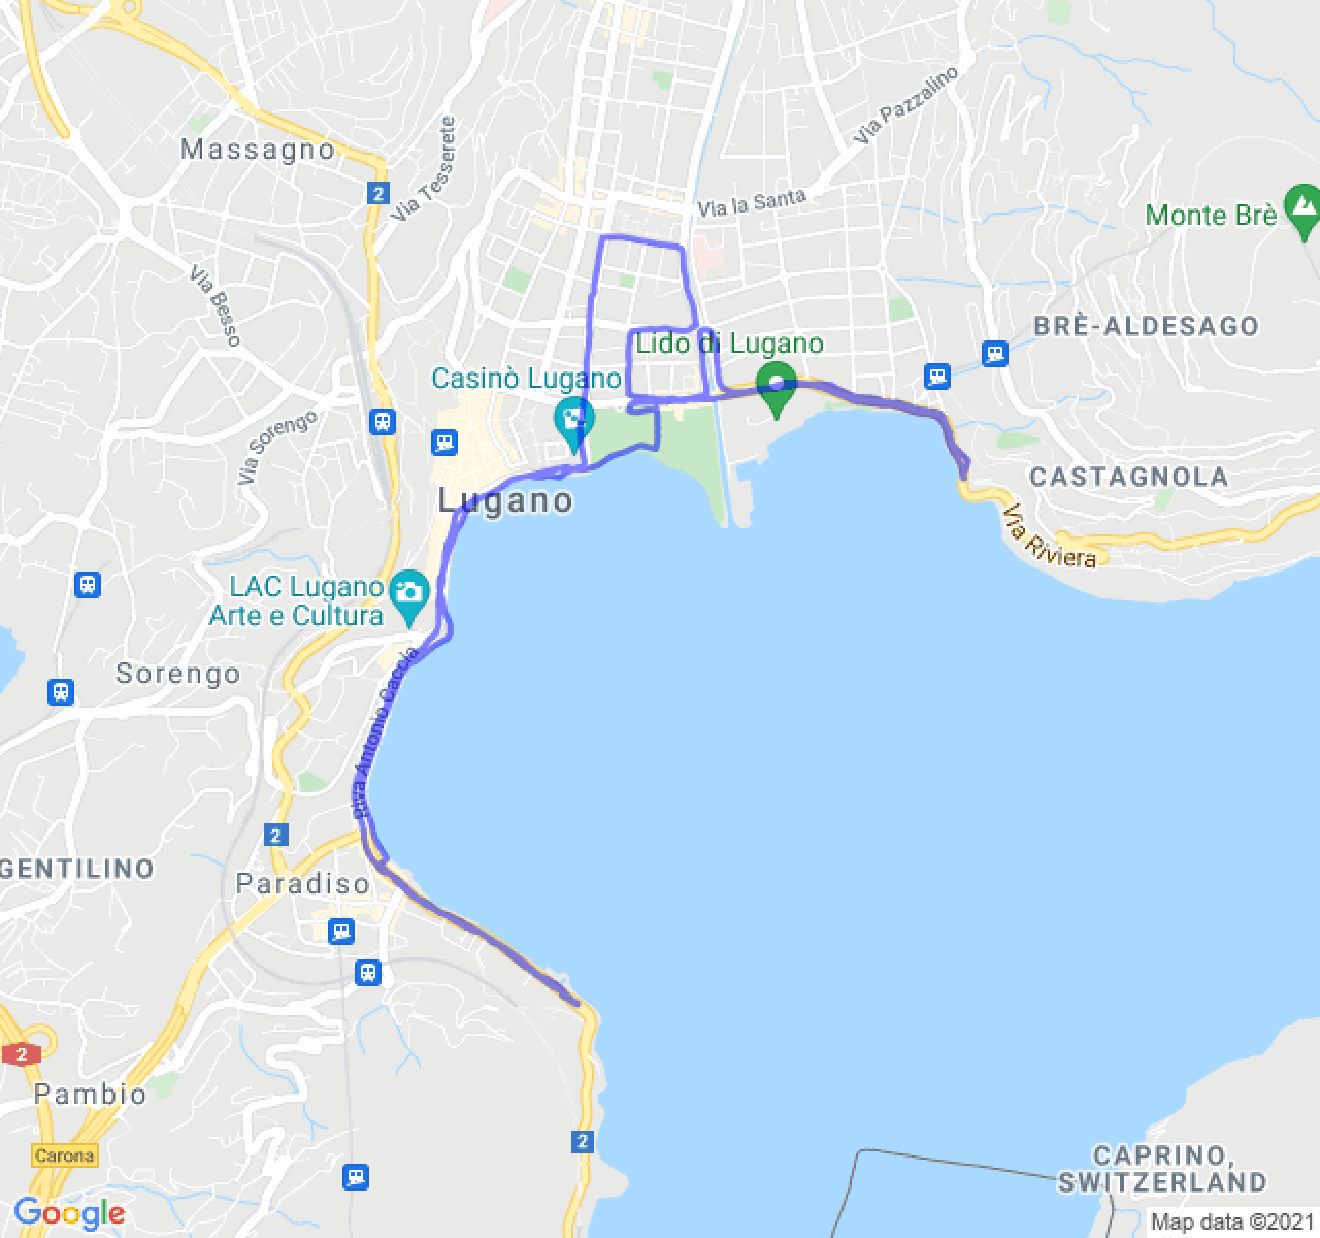 Via Pazzalino
Massagno
2
Via Tesserete
Via la Santa
Monte Brè
Via Besso
BRÈ-ALDESAGO
Lido di Lugano
Casinò Lugano
Via Sorengo
CASTAGNOLA
Lugano
Via Riviera
LAC Lugano
Arte e Cultura
Sorengo
Riva Antonio Caccia
2
GENTILINO
Paradiso
2
Pambio
2
Carona
CAPRINO,
SWITZERLAND
Google
Map data ©2021